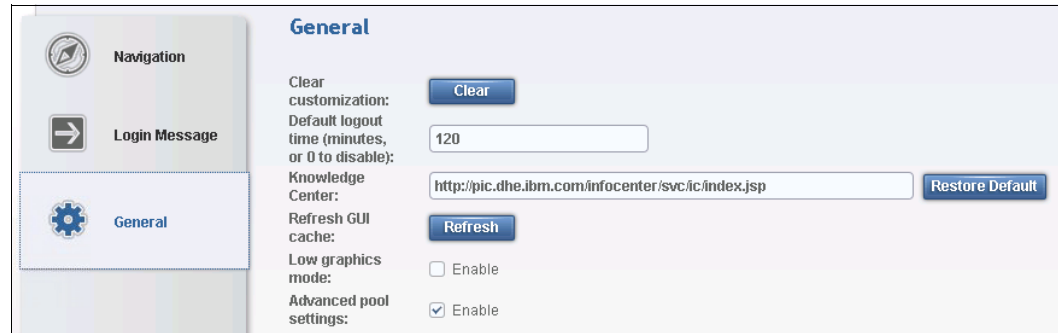 Navigation
Login Message
General
General
Clear
customization:
Clear
Default logout
time (minutes,
or 0 to disable):
120
Knowledge
Center:
http://pic.dhe.ibm.com/infocenter/svc/ic/index.jsp
Restore Default
Refresh GUI
cache:
Refresh
Low graphics
mode:
Enable
Advanced pool
settings:
Enable